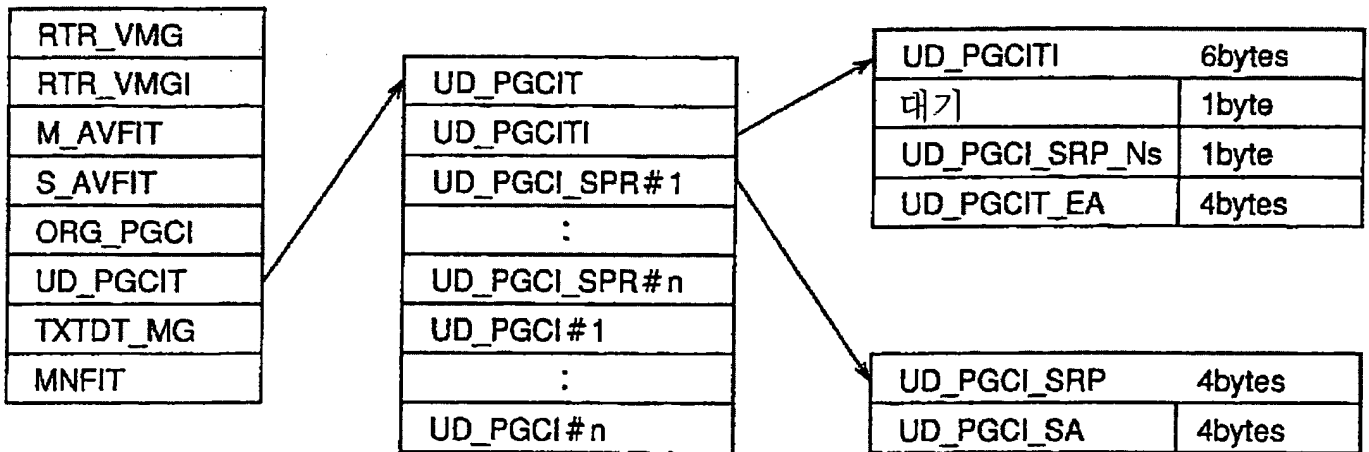 RTR_VMG
RTR_VMGI
M_AVFIT
S_AVFIT
ORG_PGCI
UD_PGCIT
TXTDT_MG
MNFIT
UD_PGCIT
UD_PGCITI
UD_PGCI_SPR#1
:
UD_PGCI_SPR#n
UD_PGCI#1
:
UD_PGCI#n
UD_PGCITI 6bytes
대기 1byte
UD_PGCI_SRP_Ns 1byte
UD_PGCIT_EA 4bytes
UD_PGCI_SRP 4bytes
UD_PGCI_SA 4bytes